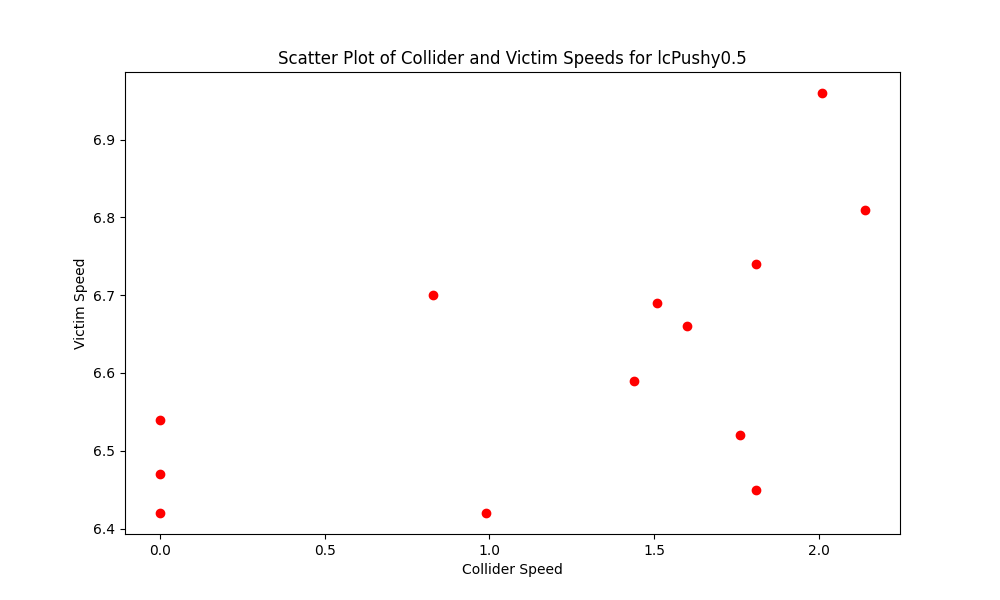 Scatter Plot of Collider and Victim Speeds for lcPushy0.5
6.9
6.8
6.7
6.6
6.5
6.4
Victim Speed
0.0 0.5 1.0 1.5 2.0
Collider Speed